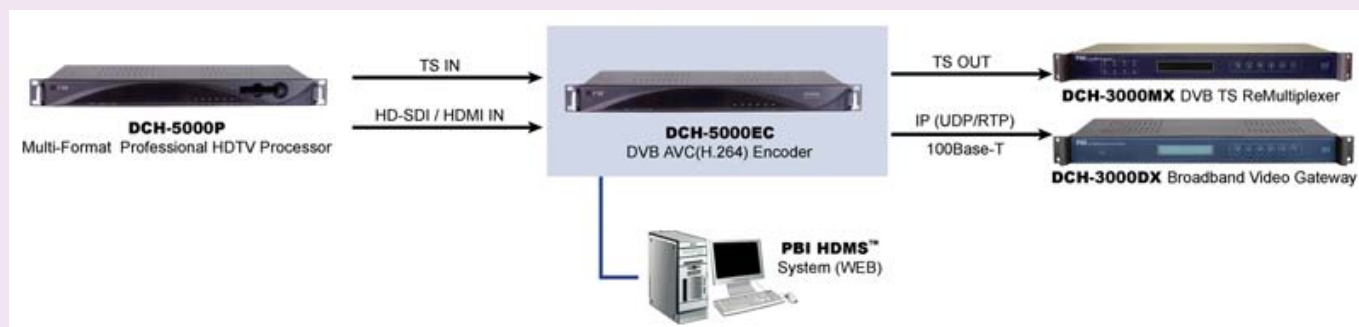 TS IN
HD-SDI / HDMI IN
DCH-5000P
Multi-Format Professional HDTV Processor
DCH-5000EC
DVB AVC(H.264) Encoder
TS OUT
DCH-3000MX DVB TS ReMultiplexer
IP (UDP/RTP)
100Base-T
DCH-3000DX Broadband Video Gateway
PBI HDMS™
System (WEB)